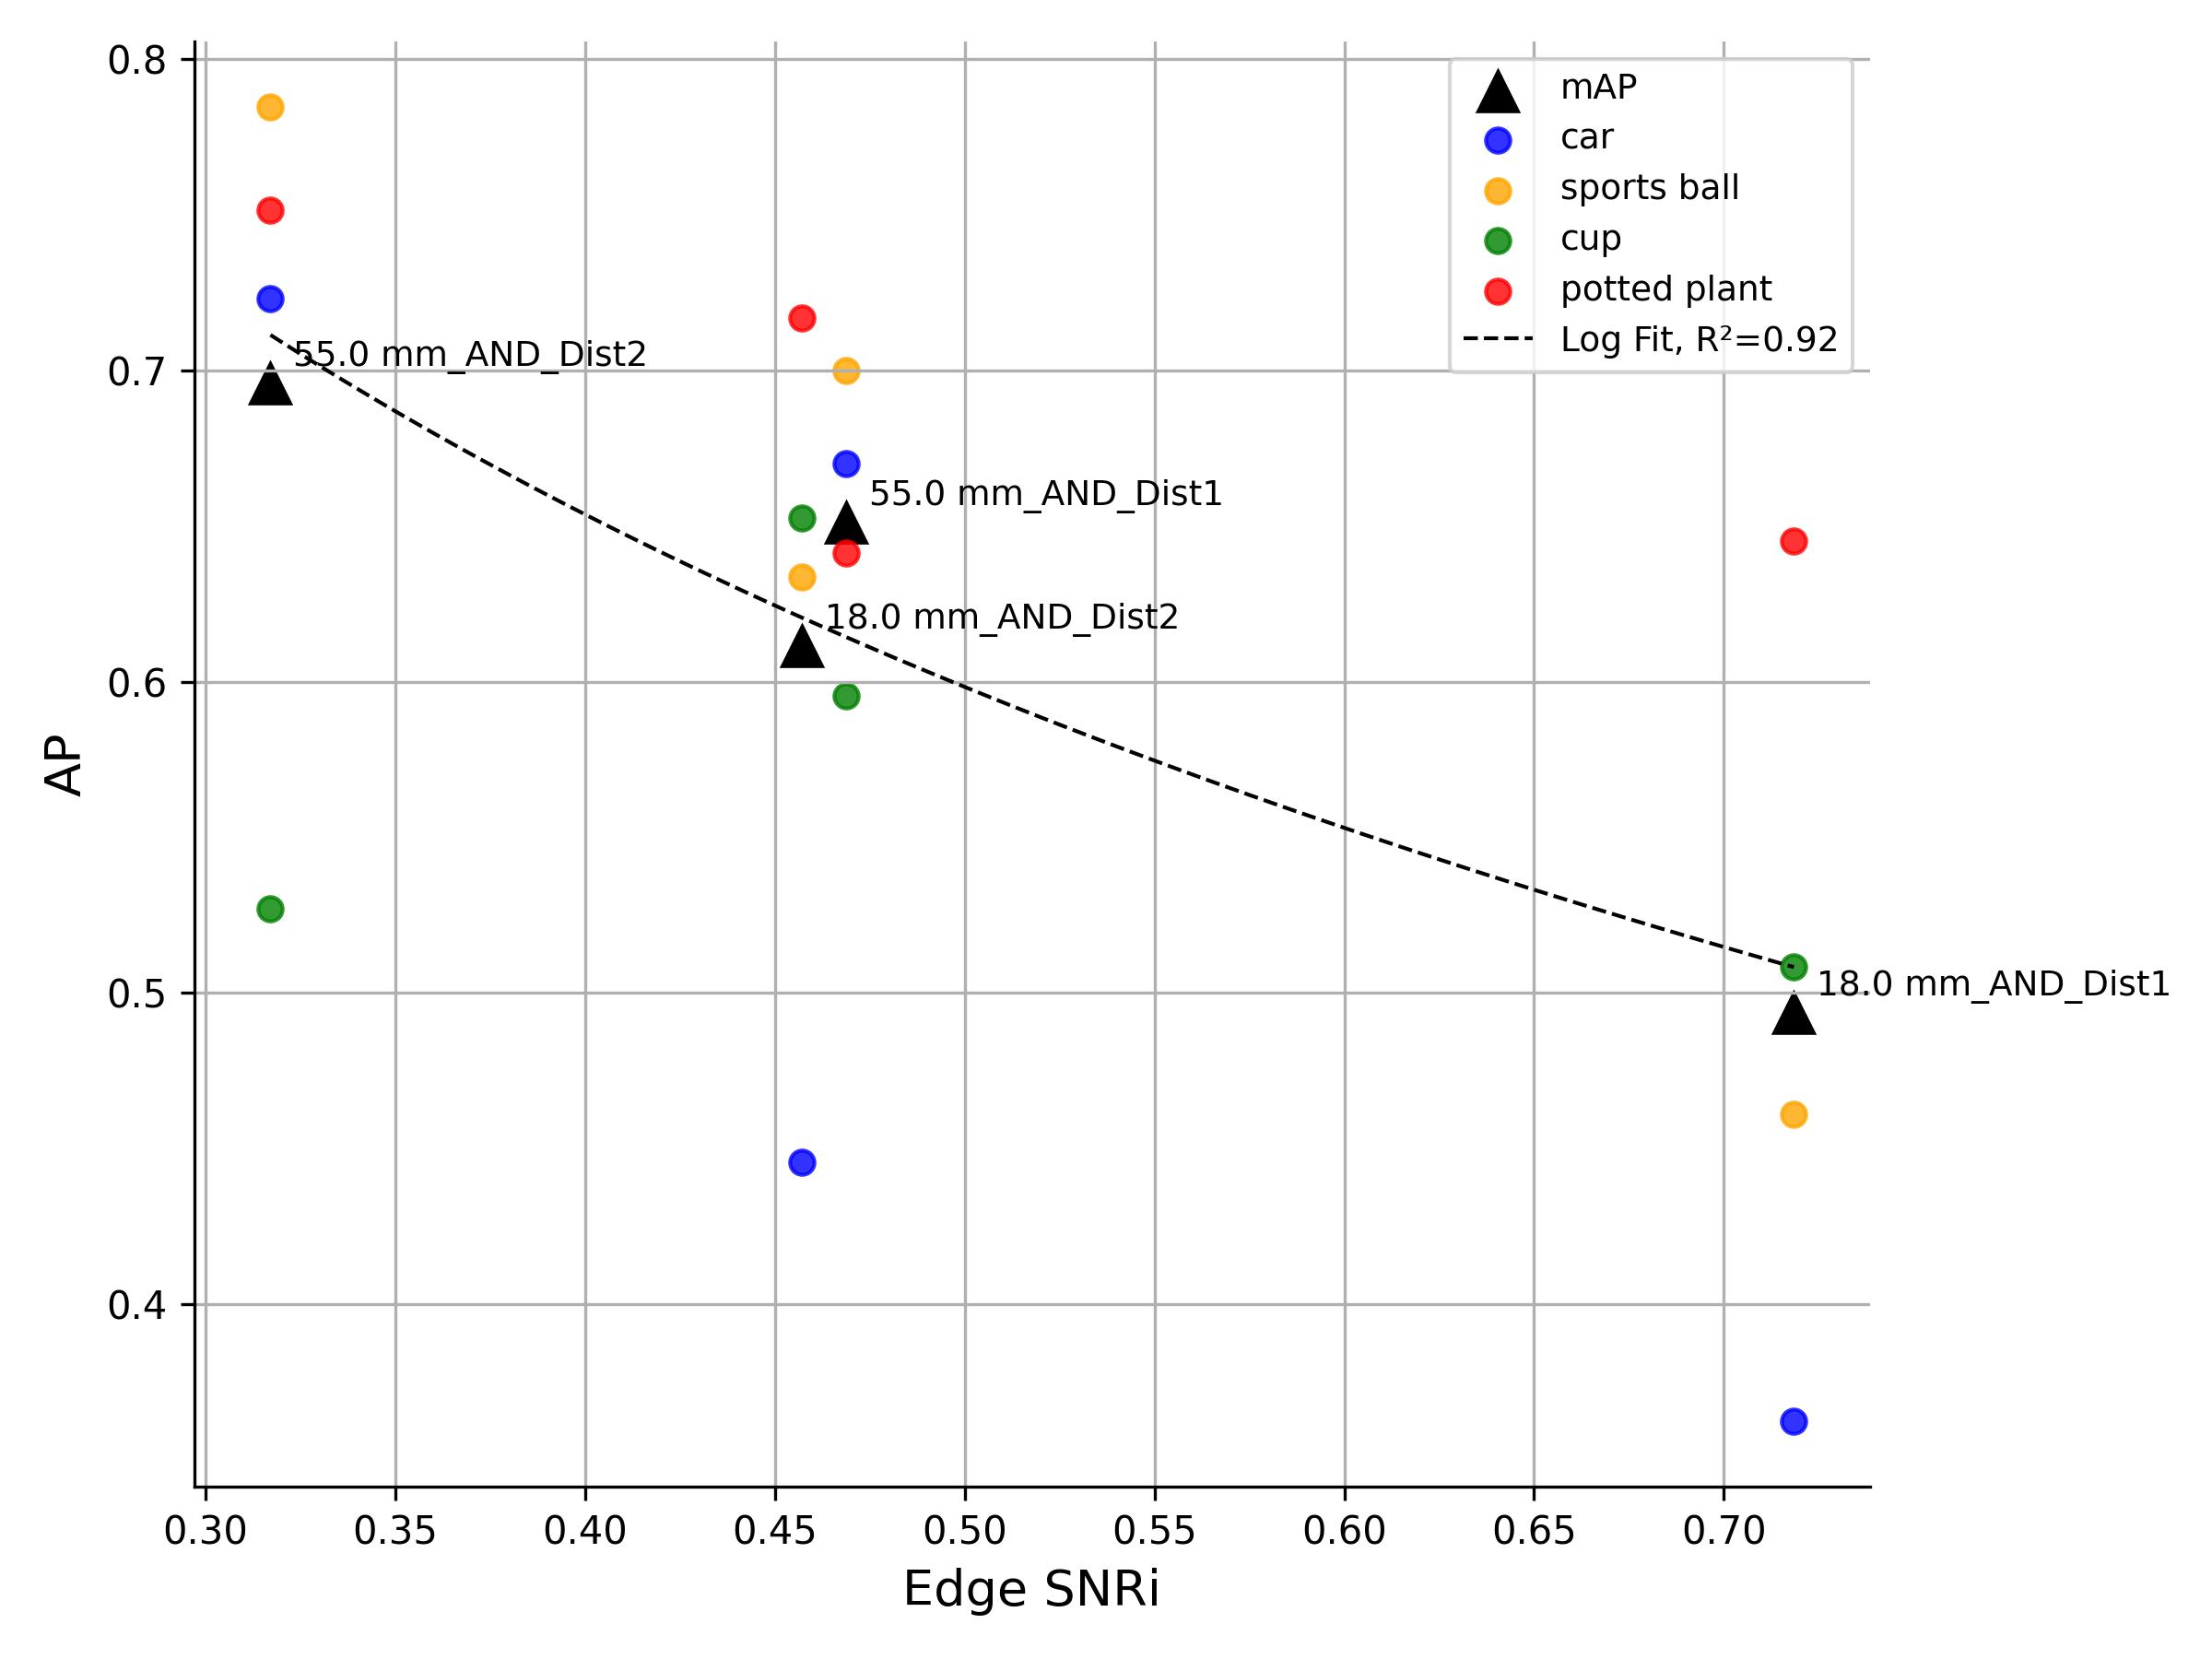 0.8
0.7
0.6
0.5
0.4
AP
mAP
car
sports ball
cup
potted plant
Log Fit, R²=0.92
55.0 mm_AND_Dist2
55.0 mm_AND_Dist1
18.0 mm_AND_Dist2
18.0 mm_AND_Dist1
0.30 0.35 0.40 0.45 0.50 0.55 0.60 0.65 0.70
Edge SNRi